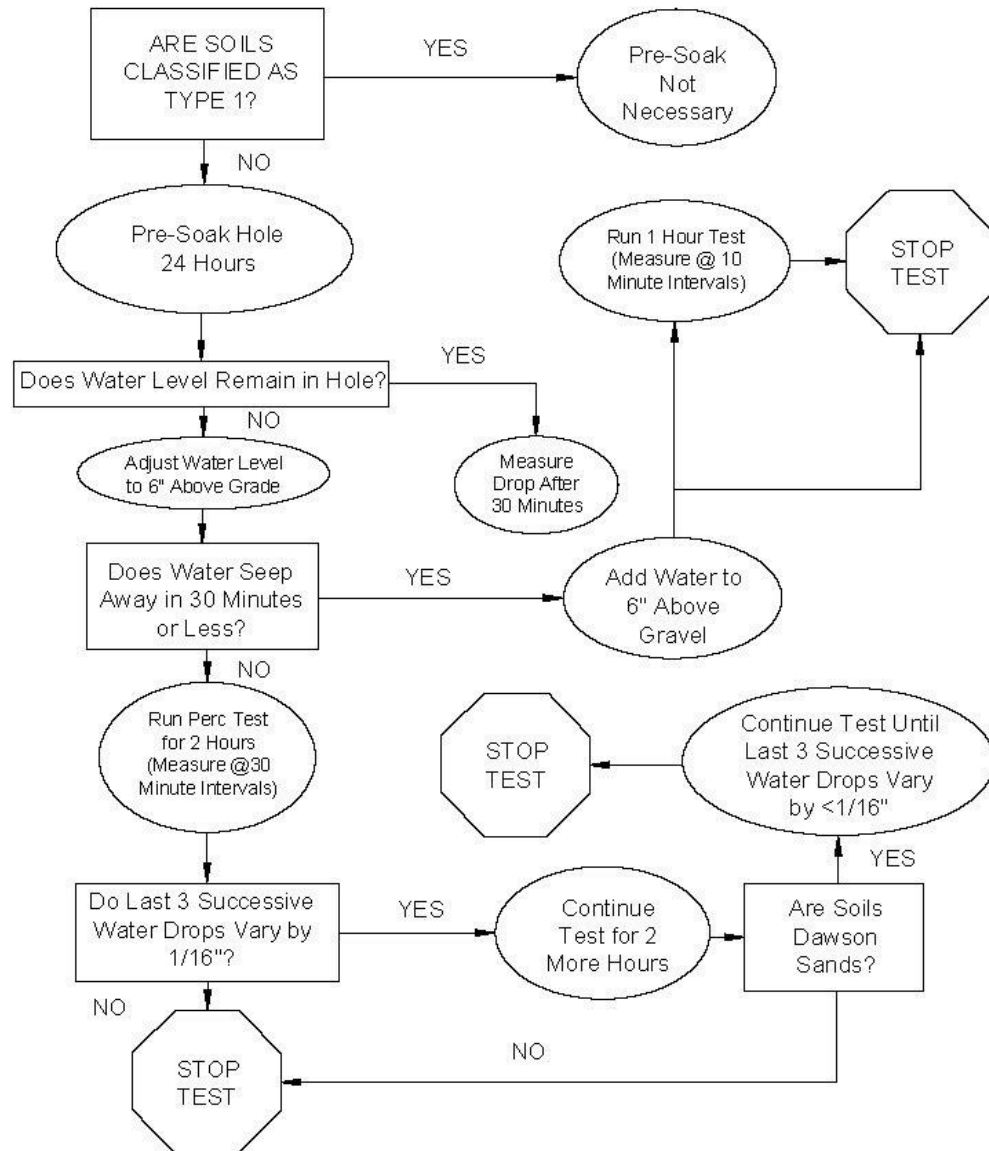 ARE SOILS
CLASSIFIED AS
TYPE 1?
YES
Pre-Soak
Not
Necessary
NO
Pre-Soak Hole
24 Hours
Run 1 Hour Test
(Measure @ 10
Minute Intervals)
STOP
TEST
Does Water Level Remain in Hole?
YES
NO
Adjust Water Level
to 6" Above Grade
Measure
Drop After
30 Minutes
Does Water Seep
Away in 30 Minutes
or Less?
YES
Add Water to
6" Above
Gravel
NO
Run Perc Test
for 2 Hours
(Measure @30
Minute Intervals)
STOP
TEST
Continue Test Until
Last 3 Successive
Water Drops Vary
by <1/16"
YES
Do Last 3 Successive
Water Drops Vary by
1/16"?
YES
Continue
Test for 2
More Hours
Are Soils
Dawson
Sands?
NO
NO
STOP
TEST